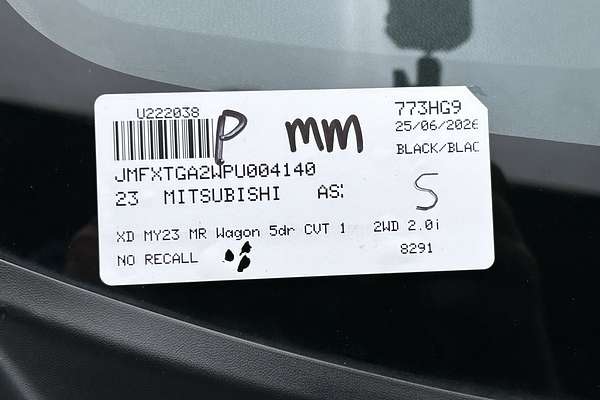 U222038
P mm
773HG9
25/06/2026
BLACK/BLAC
JMFXTGA2WPU004140
23 MITSUBISHI AS
S
XD MY23 MR Wagon 5dr CVT 1 2WD 2.0i
NO RECALL
8291